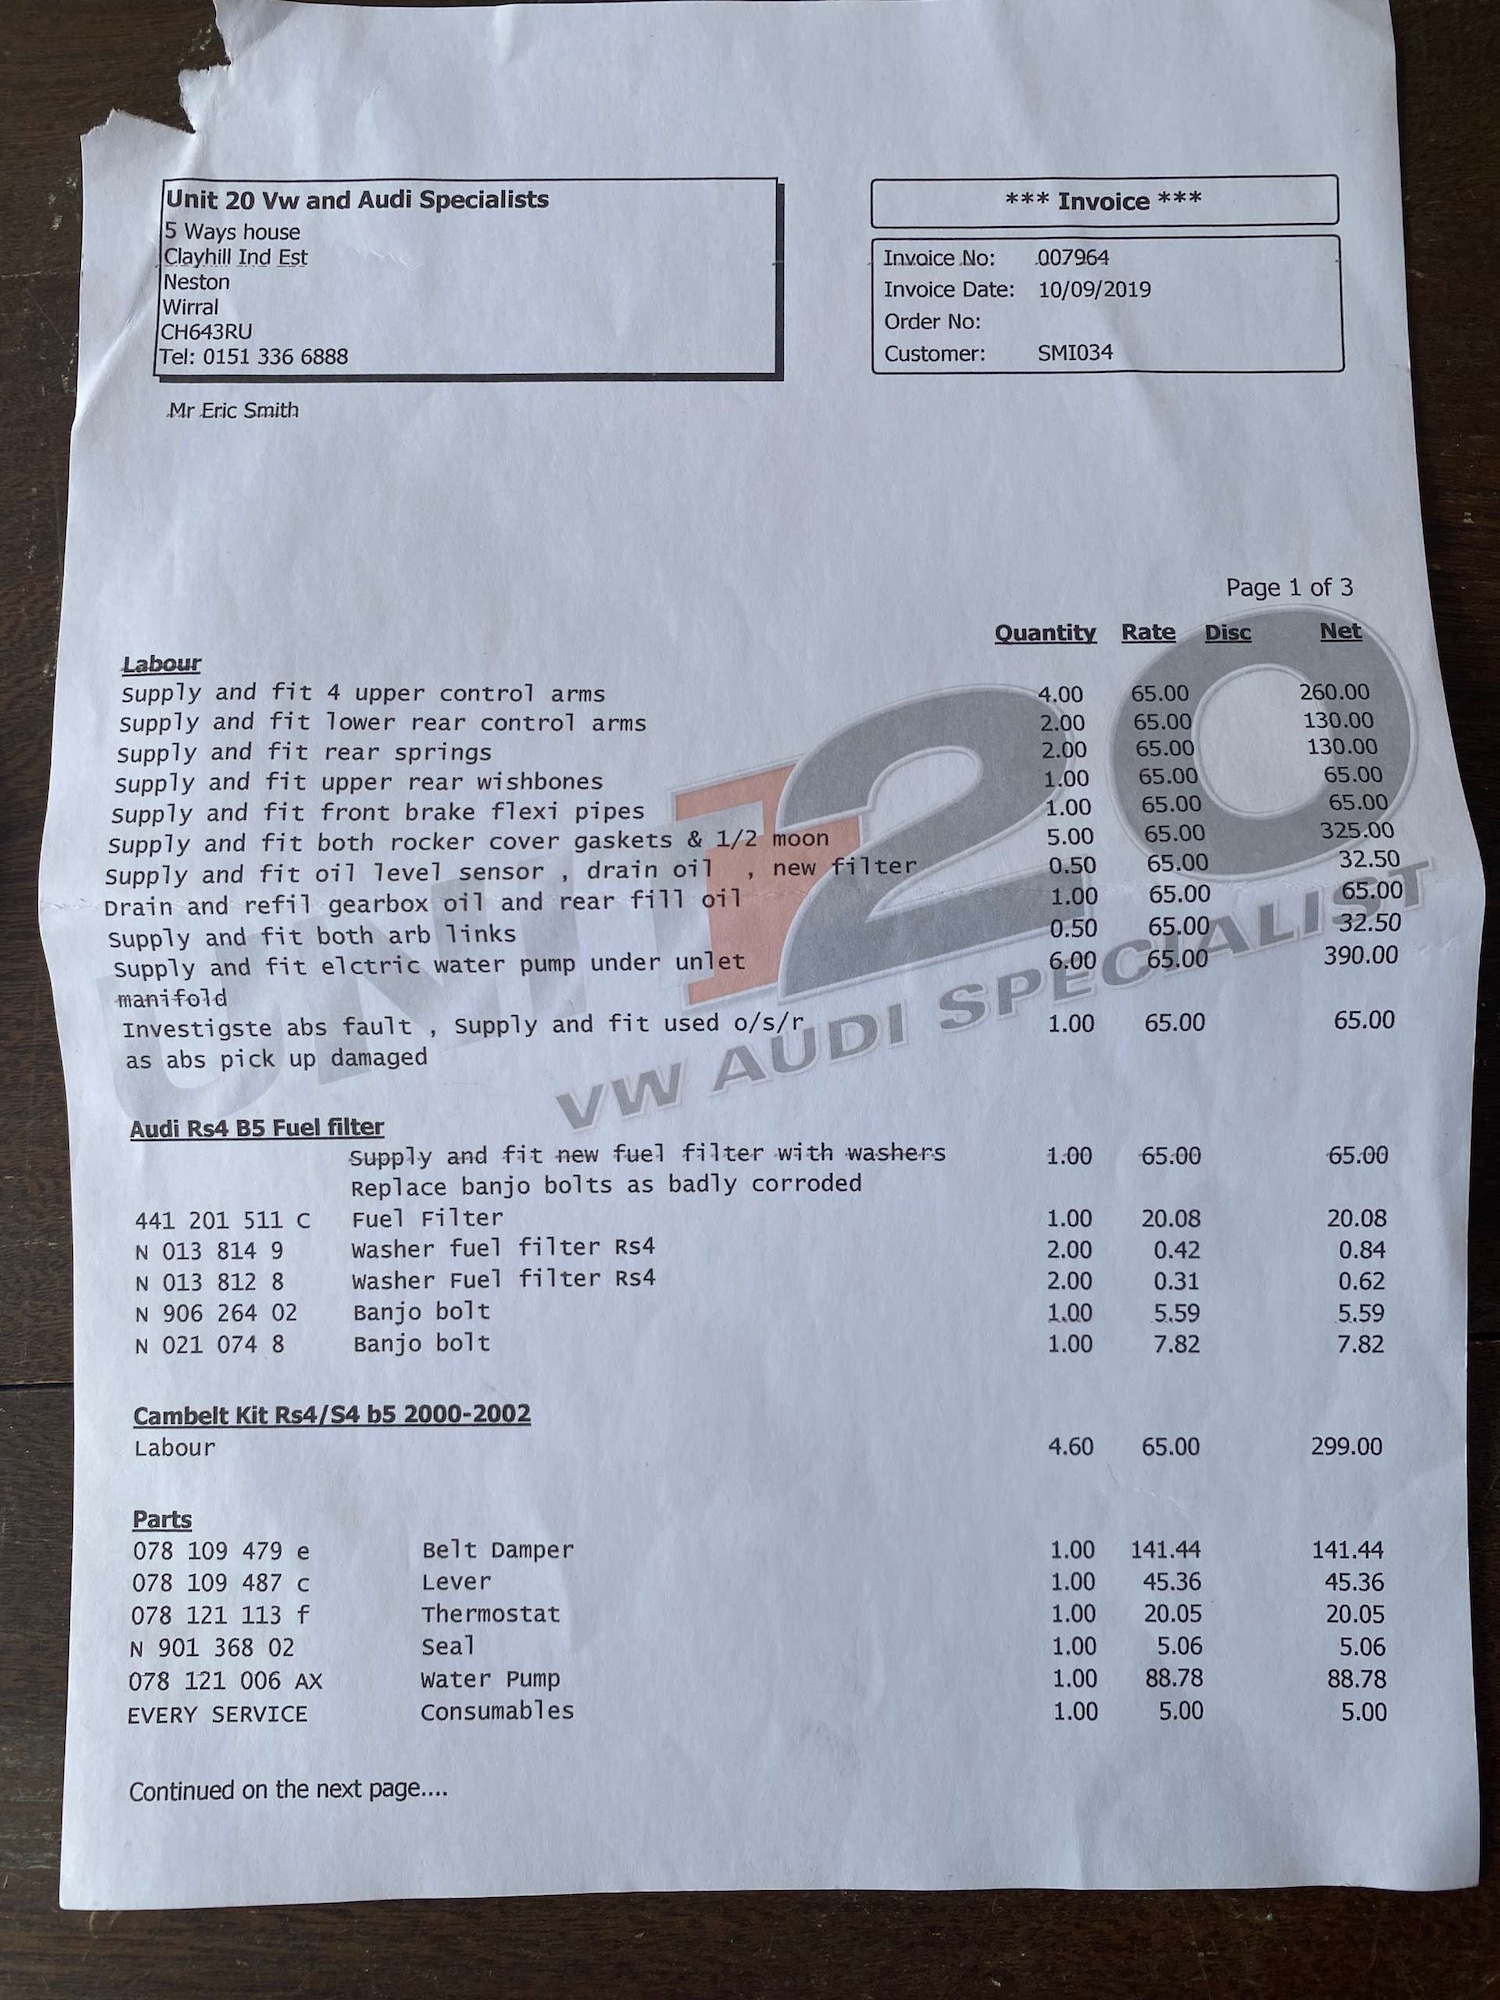 Unit 20 Vw and Audi Specialists
5 Ways house
Clayhill Ind Est
Neston
Wirral
CH643RU
Tel: 0151 336 6888
*** Invoice ***
Invoice No: 007964
Invoice Date: 10/09/2019
Order No:
Customer: SMI034
Mr Eric Smith
Page 1 of 3
Quantity Rate Disc Net
Labour
Supply and fit 4 upper control arms 4.00 65.00 260.00
Supply and fit lower rear control arms 2.00 65.00 130.00
Supply and fit rear springs 2.00 65.00 130.00
Supply and fit upper rear wishbones 1.00 65.00 65.00
Supply and fit front brake flexi pipes 1.00 65.00 65.00
Supply and fit both rocker cover gaskets & 1/2 moon 5.00 65.00 325.00
Supply and fit oil level sensor , drain oil , new filter 0.50 65.00 32.50
Drain and refil gearbox oil and rear fill oil 1.00 65.00 65.00
Supply and fit both arb links 0.50 65.00 32.50
Supply and fit elctric water pump under unlet 6.00 65.00 390.00
manifold
Investigste abs fault , Supply and fit used o/s/r 1.00 65.00 65.00
as abs pick up damaged
UNIT 20
VW AUDI SPECIALIST
Audi Rs4 B5 Fuel filter
Supply and fit new fuel filter with washers 1.00 65.00 65.00
Replace banjo bolts as badly corroded
441 201 511 C Fuel Filter 1.00 20.08 20.08
N 013 814 9 Washer fuel filter Rs4 2.00 0.42 0.84
N 013 812 8 Washer Fuel filter Rs4 2.00 0.31 0.62
N 906 264 02 Banjo bolt 1.00 5.59 5.59
N 021 074 8 Banjo bolt 1.00 7.82 7.82
Cambelt Kit Rs4/S4 b5 2000-2002
Labour 4.60 65.00 299.00
Parts
078 109 479 e Belt Damper 1.00 141.44 141.44
078 109 487 c Lever 1.00 45.36 45.36
078 121 113 f Thermostat 1.00 20.05 20.05
N 901 368 02 Seal 1.00 5.06 5.06
078 121 006 AX Water Pump 1.00 88.78 88.78
EVERY SERVICE Consumables 1.00 5.00 5.00
Continued on the next page....